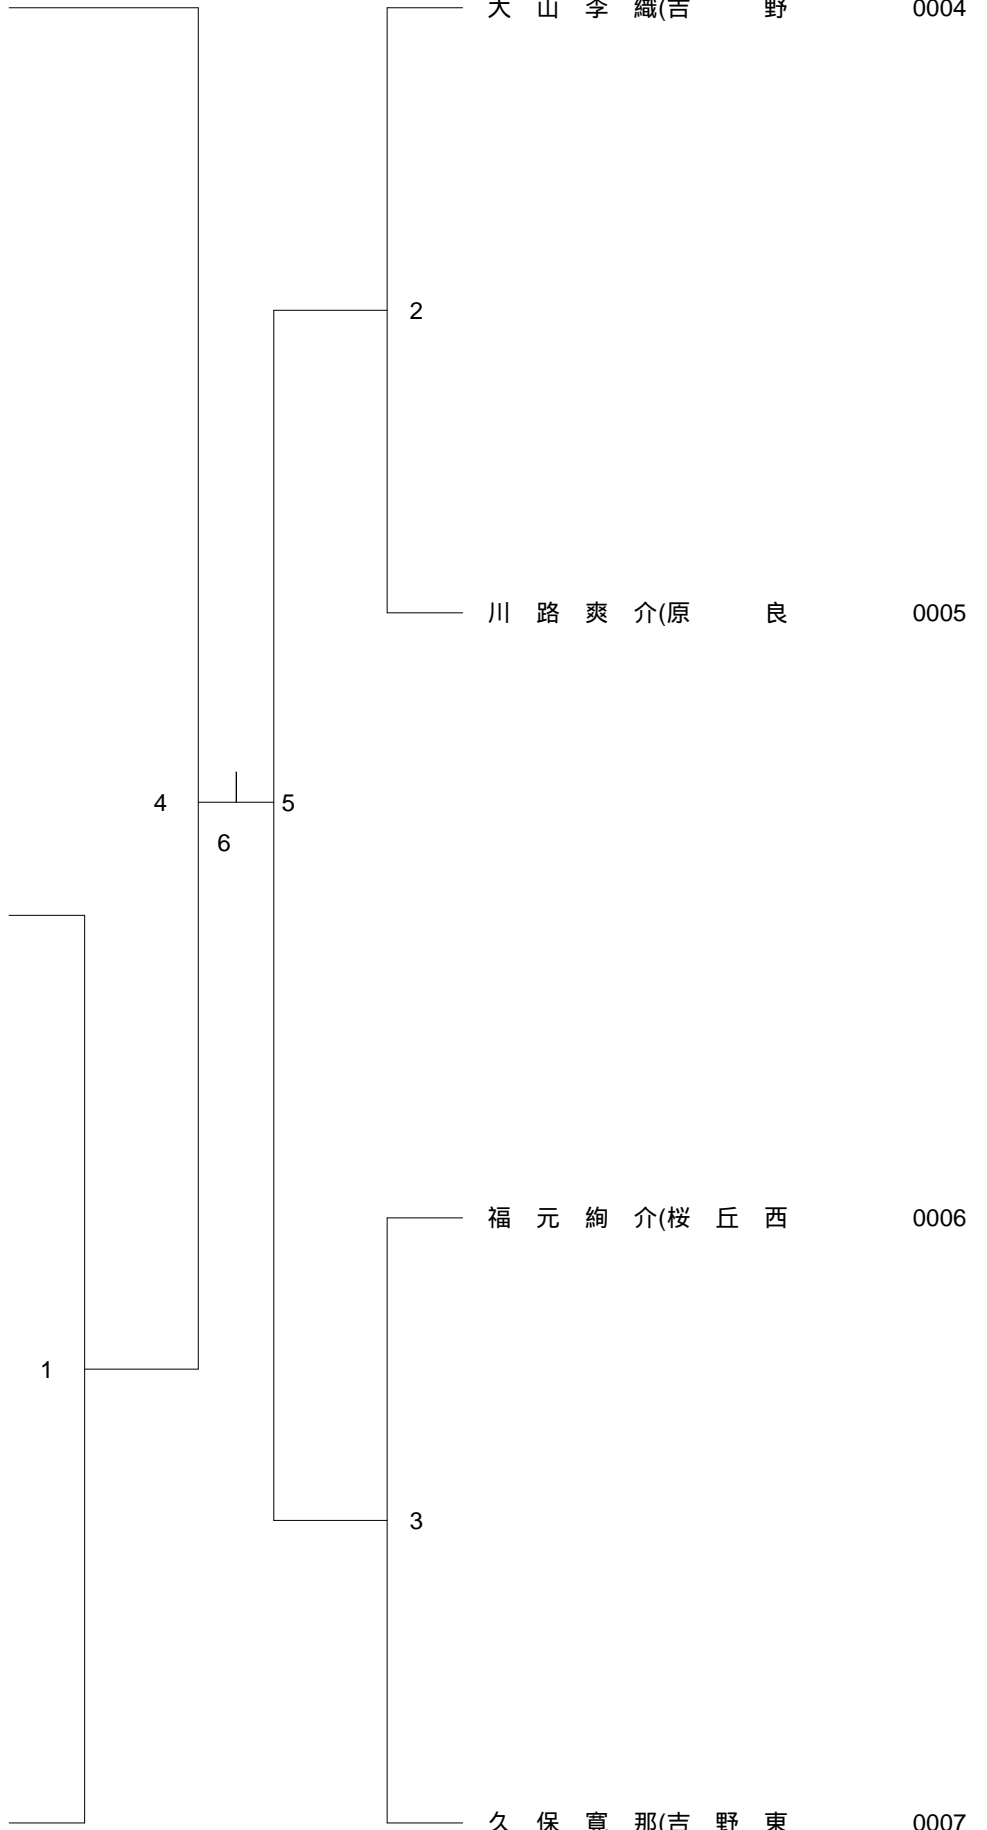 大 山 李 織(吉 野 0004
2
川 路 爽 介(原 良 0005
4 5
6
福 元 絢 介(桜 丘 西 0006
1
3
久 保 寛 那(吉 野 東 0007